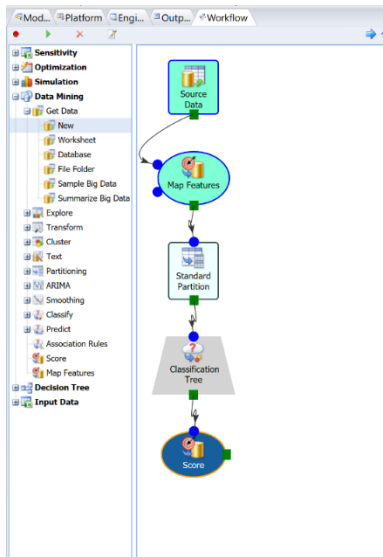 Mod...
Platform
Engi...
Outp...
Workflow
Sensitivity
Optimization
Simulation
Data Mining
Get Data
New
Worksheet
Database
File Folder
Sample Big Data
Summarize Big Data
Explore
Transform
Cluster
Text
Partitioning
ARIMA
Smoothing
Classify
Predict
Association Rules
Score
Map Features
Decision Tree
Input Data
Source
Data
Map Features
Standard
Partition
Classification
Tree
Score